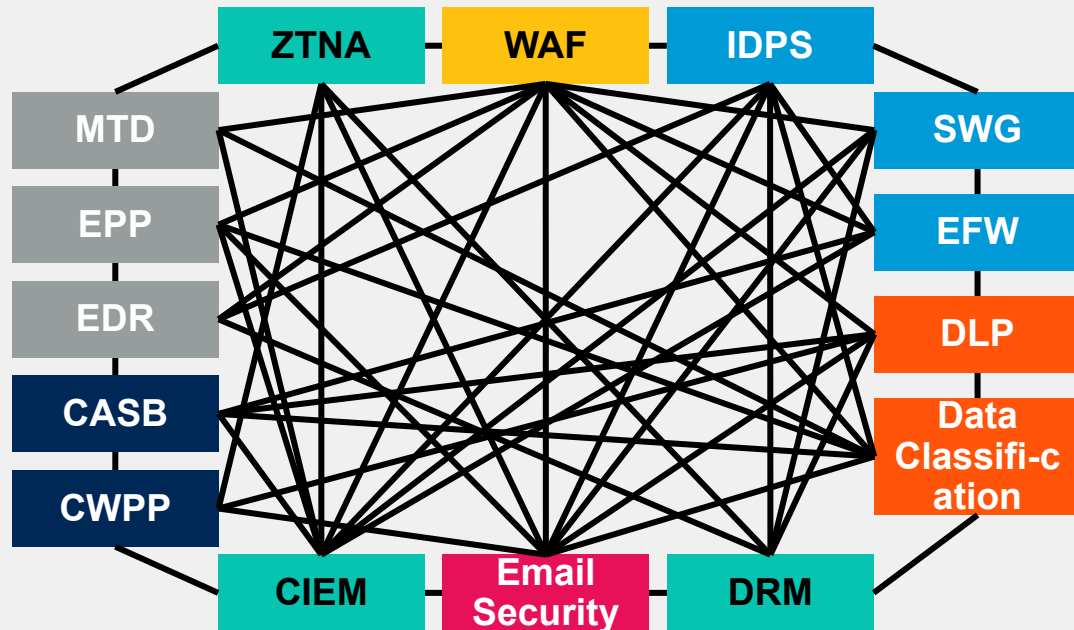 ZTNA
WAF
IDPS
MTD
SWG
EPP
EFW
EDR
DLP
CASB
Data
Classifi-c
ation
CWPP
CIEM
Email
Security
DRM